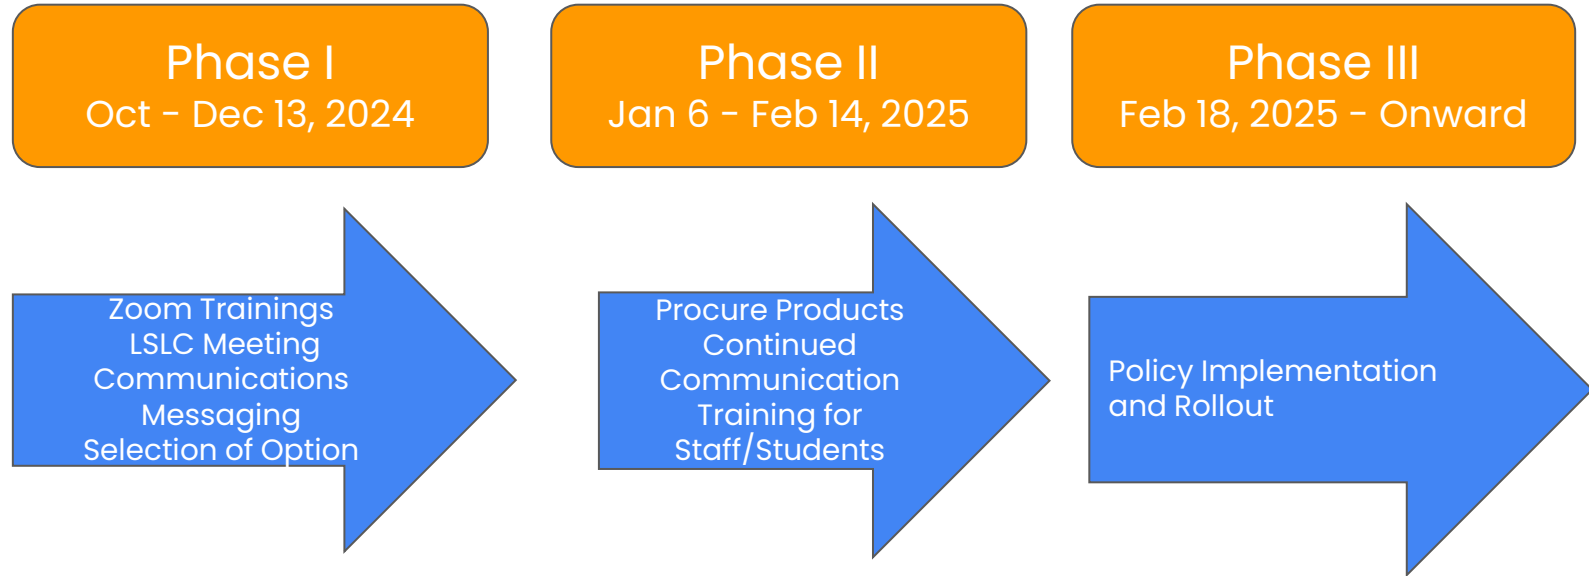 Phase I
Oct - Dec 13, 2024
Phase II
Jan 6 - Feb 14, 2025
Phase III
Feb 18, 2025 - Onward
Zoom Trainings
LSLC Meeting
Communications
Messaging
Selection of Option
Procure Products
Continued
Communication
Training for
Staff/Students
Policy Implementation
and Rollout